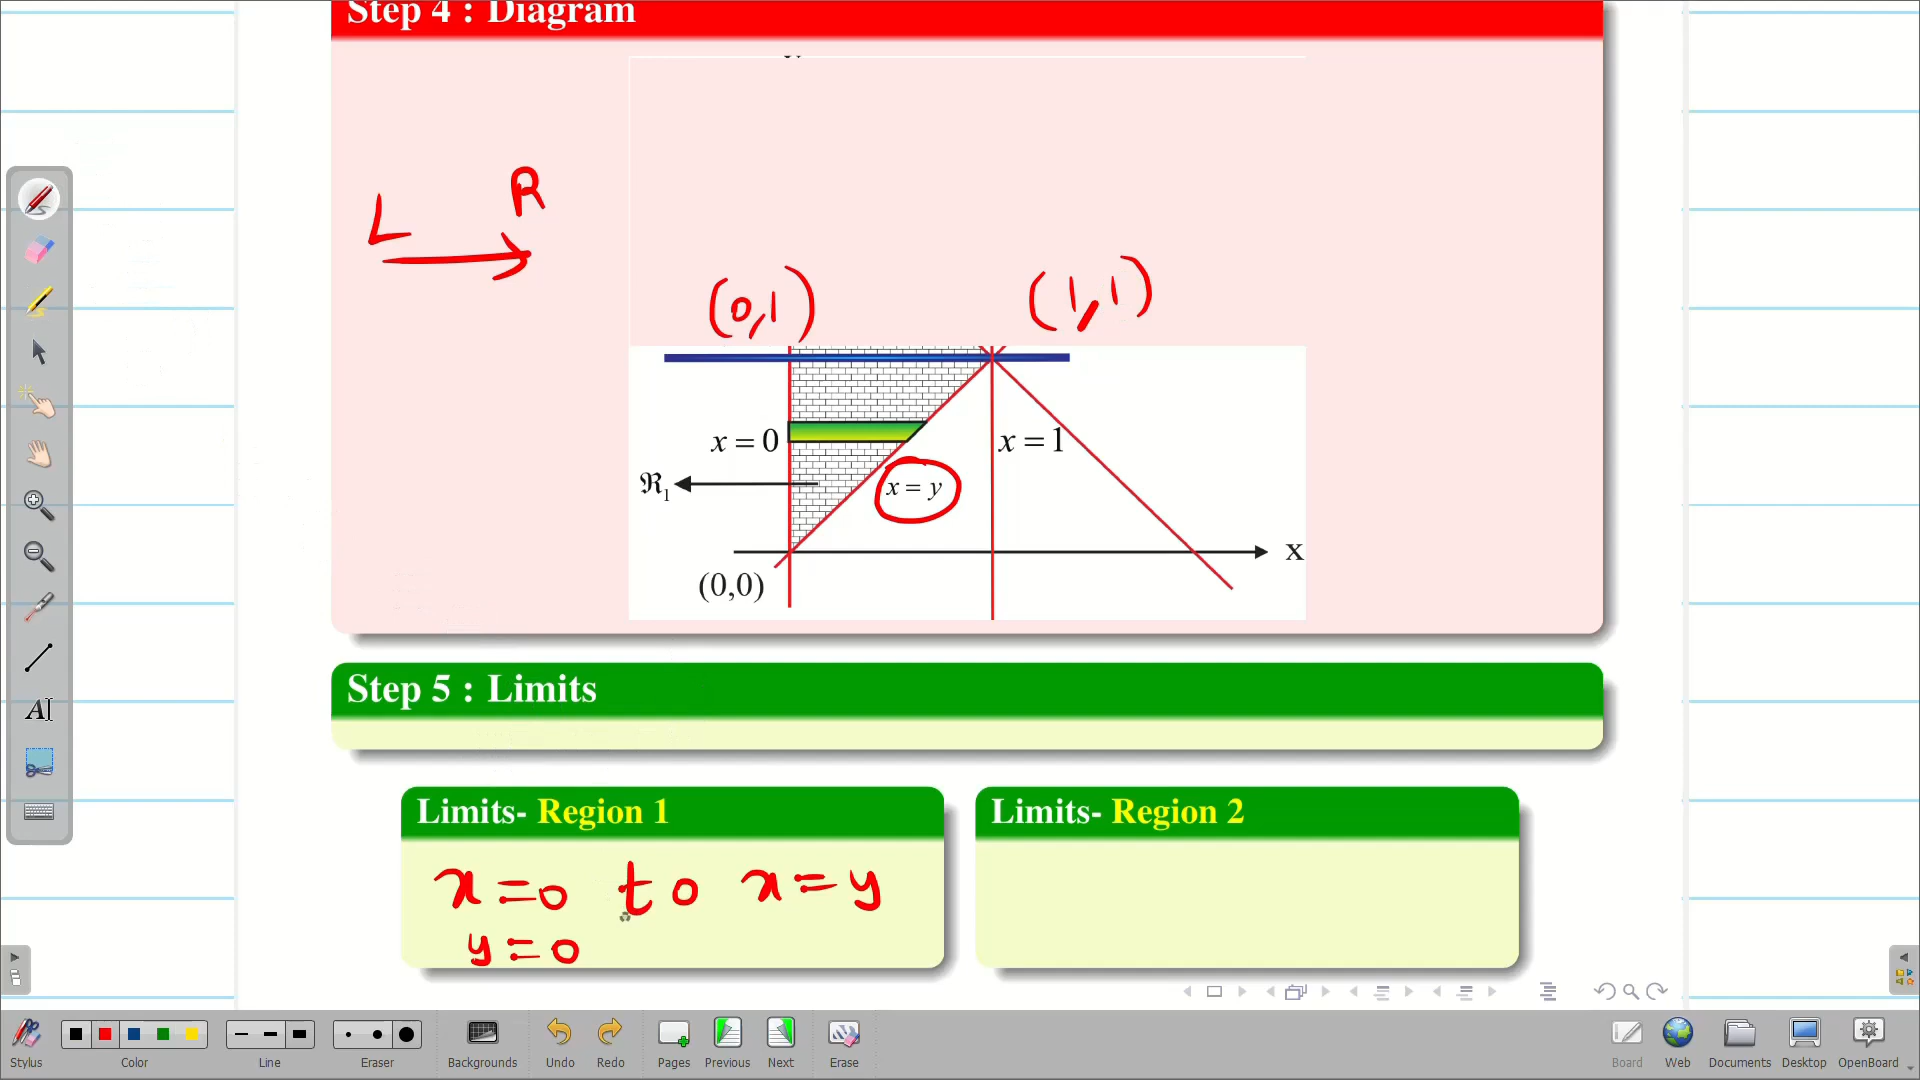 Step 4 : Diagram
L R
(0,1) (1,1)
x = 0 x = 1
ℜ1 x = y
x
(0,0)
Step 5 : Limits
Limits- Region 1 Limits- Region 2
x = 0 to x = y
y = 0
Stylus Color Line Eraser Backgrounds Undo Redo Pages Previous Next Erase Board Web Documents Desktop OpenBoard